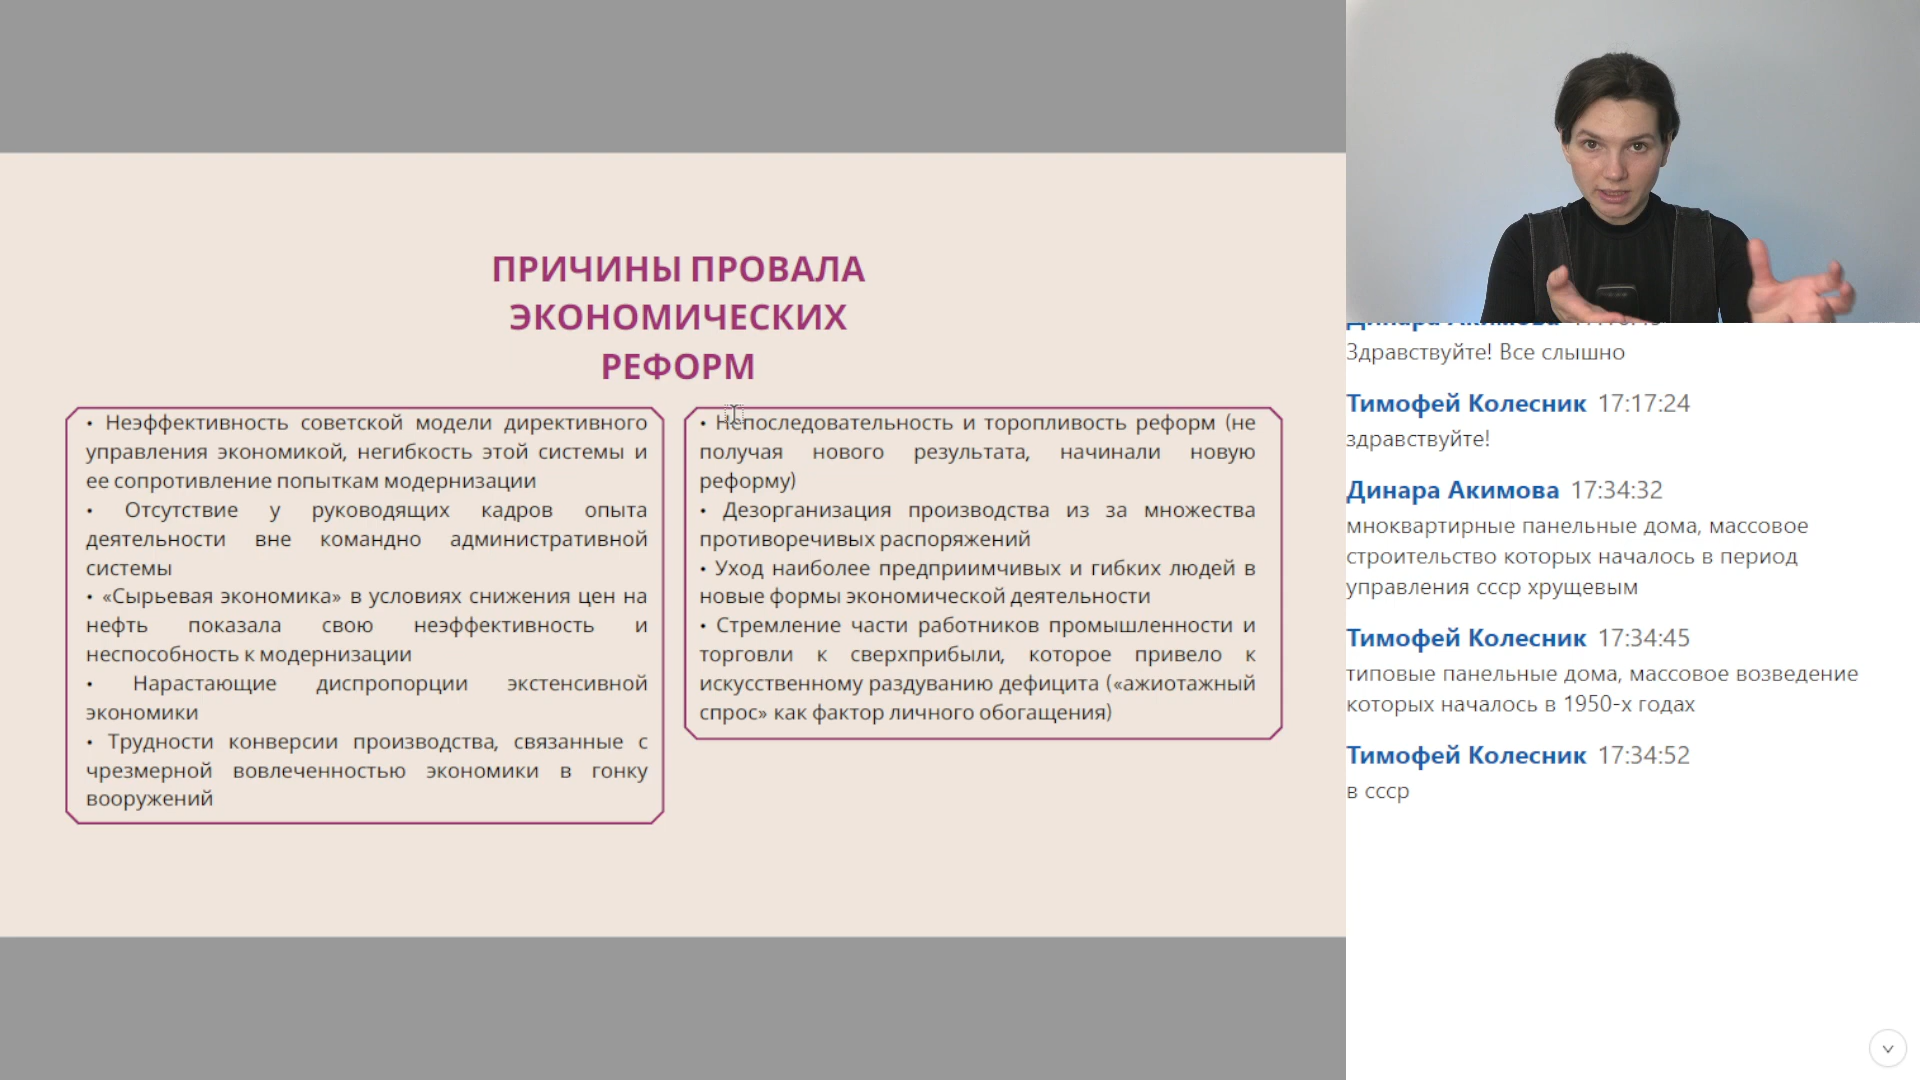 ПРИЧИНЫ ПРОВАЛА
ЭКОНОМИЧЕСКИХ
РЕФОРМ
• Неэффективность советской модели директивного
управления экономикой, негибкость этой системы и
ее сопротивление попыткам модернизации
• Отсутствие у руководящих кадров опыта
деятельности вне командно административной
системы
• «Сырьевая экономика» в условиях снижения цен на
нефть показала свою неэффективность и
неспособность к модернизации
• Нарастающие диспропорции экстенсивной
экономики
• Трудности конверсии производства, связанные с
чрезмерной вовлеченностью экономики в гонку
вооружений
• Непоследовательность и торопливость реформ (не
получая нового результата, начинали новую
реформу)
• Дезорганизация производства из за множества
противоречивых распоряжений
• Уход наиболее предприимчивых и гибких людей в
новые формы экономической деятельности
• Стремление части работников промышленности и
торговли к сверхприбыли, которое привело к
искусственному раздуванию дефицита («ажиотажный
спрос» как фактор личного обогащения)
Динара Акимова
Здравствуйте! Все слышно
Тимофей Колесник 17:17:24
здравствуйте!
Динара Акимова 17:34:32
мноквартирные панельные дома, массовое
строительство которых началось в период
управления ссср хрущевым
Тимофей Колесник 17:34:45
типовые панельные дома, массовое возведение
которых началось в 1950-х годах
Тимофей Колесник 17:34:52
в ссср